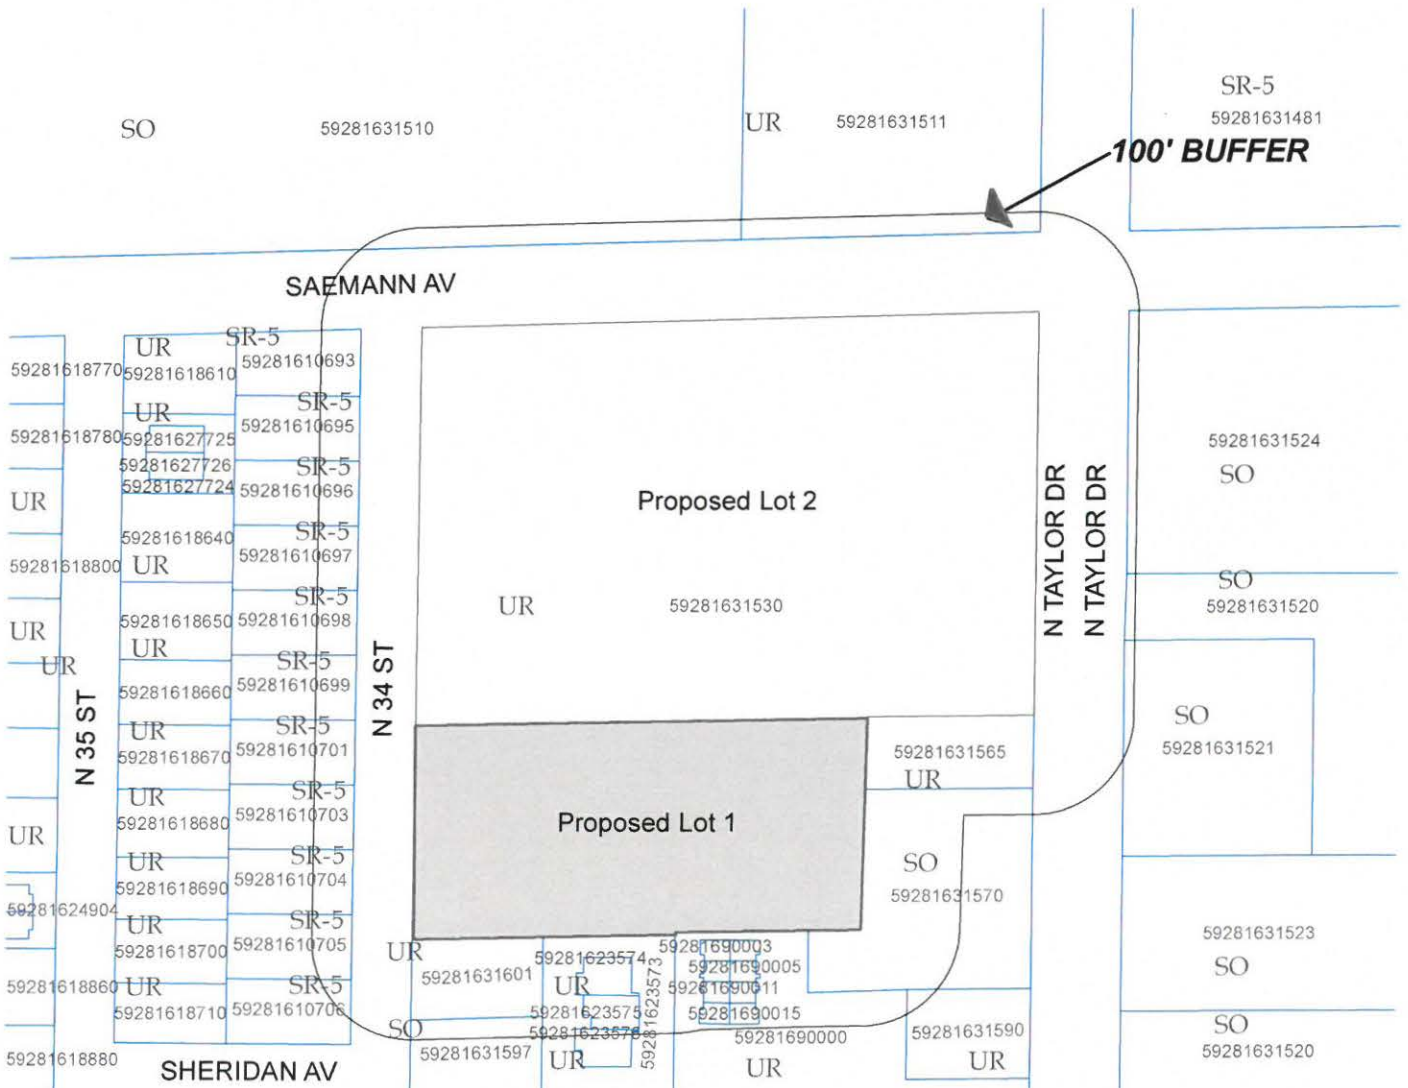 SR-5
SO
59281631510
UR
59281631511
59281631481
100' BUFFER
SAEMANN AV
SR-5
UR
59281610693
59281618770
59281618610
SR-5
UR
59281610695
59281618780
59281627725
59281631524
59281627726
SR-5
SO
59281627724
59281610696
UR
Proposed Lot 2
N TAYLOR DR
N TAYLOR DR
SR-5
59281618640
59281610697
59281618800
UR
SO
SR-5
UR
59281631530
59281631520
59281618650
59281610698
UR
UR
UR
SR-5
59281618660
59281610699
N 34 ST
N 35 ST
SO
UR
SR-5
59281618670
59281610701
59281631565
59281631521
UR
UR
SR-5
59281618680
59281610703
Proposed Lot 1
UR
UR
SR-5
SO
59281618690
59281610704
59281631570
59281624904
UR
SR-5
59281618700
59281610705
UR
59281623574
59281690003
59281631523
59281631601
59281690005
SO
59281618860
UR
SR-5
UR
59281690011
59281623573
59281618710
59281610706
59281623575
59281690015
SO
59281690000
59281631590
SO
59281618880
59281631597
UR
UR
UR
59281631520
SHERIDAN AV